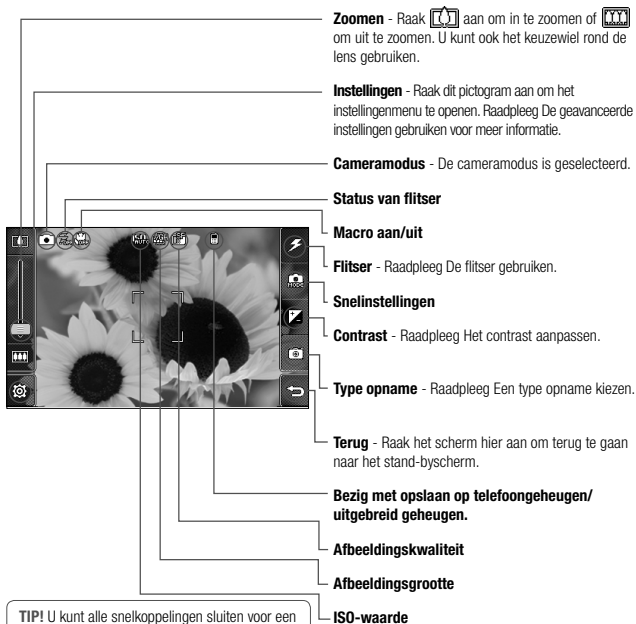 Zoomen - Raak aan om in te zoomen of
om uit te zoomen. U kunt ook het keuzewiel rond de
lens gebruiken.
Instellingen - Raak dit pictogram aan om het
instellingenmenu te openen. Raadpleeg De geavanceerde
instellingen gebruiken voor meer informatie.
Cameramodus - De cameramodus is geselecteerd.
Status van flitser
Macro aan/uit
Flitser - Raadpleeg De flitser gebruiken.
Snelinstellingen
Contrast - Raadpleeg Het contrast aanpassen.
Type opname - Raadpleeg Een type opname kiezen.
Terug - Raak het scherm hier aan om terug te gaan
naar het stand-byscherm.
Bezig met opslaan op telefoongeheugen/
uitgebreid geheugen.
Afbeeldingskwaliteit
Afbeeldingsgrootte
ISO-waarde
ISO
AUTO
MODE
TIP! U kunt alle snelkoppelingen sluiten voor een